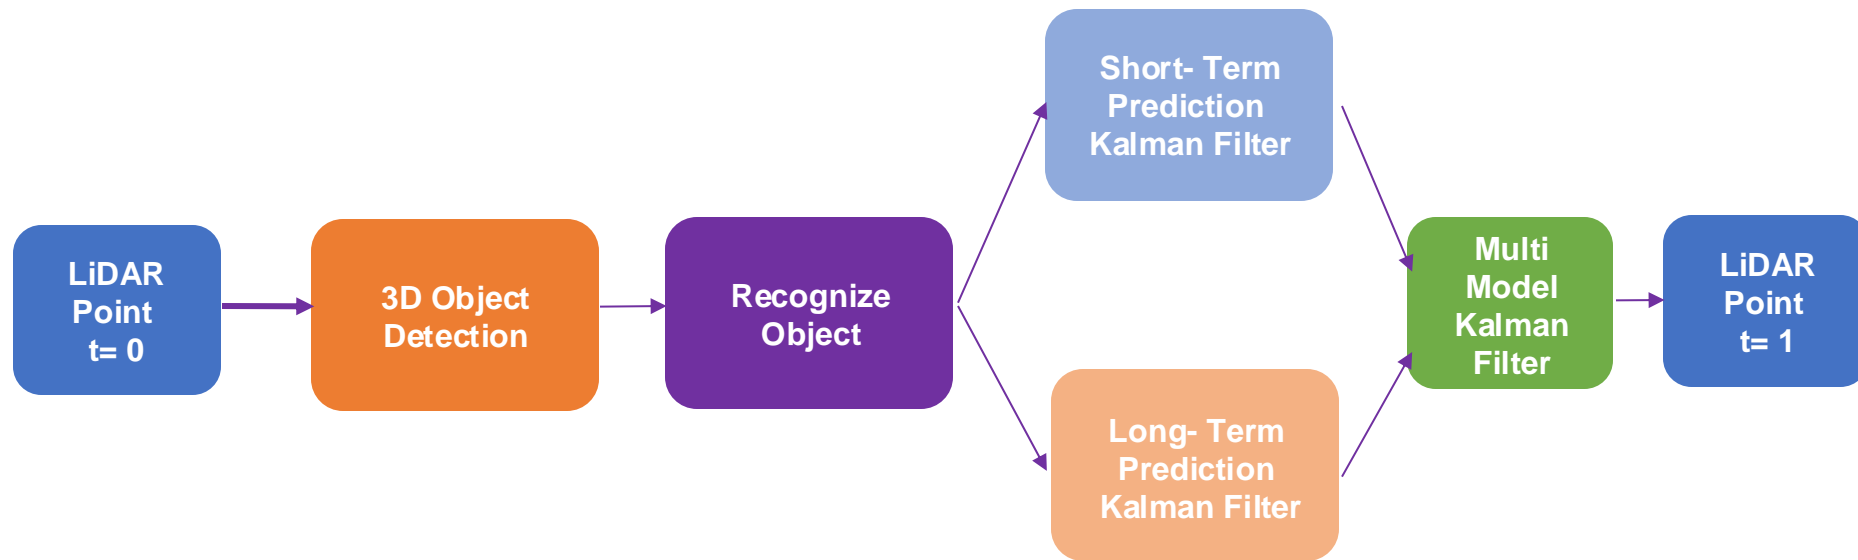 LiDAR
Point
t= 0
3D Object
Detection
Recognize
Object
Short- Term
Prediction
Kalman Filter
Long- Term
Prediction
Kalman Filter
Multi
Model
Kalman
Filter
LiDAR
Point
t= 1